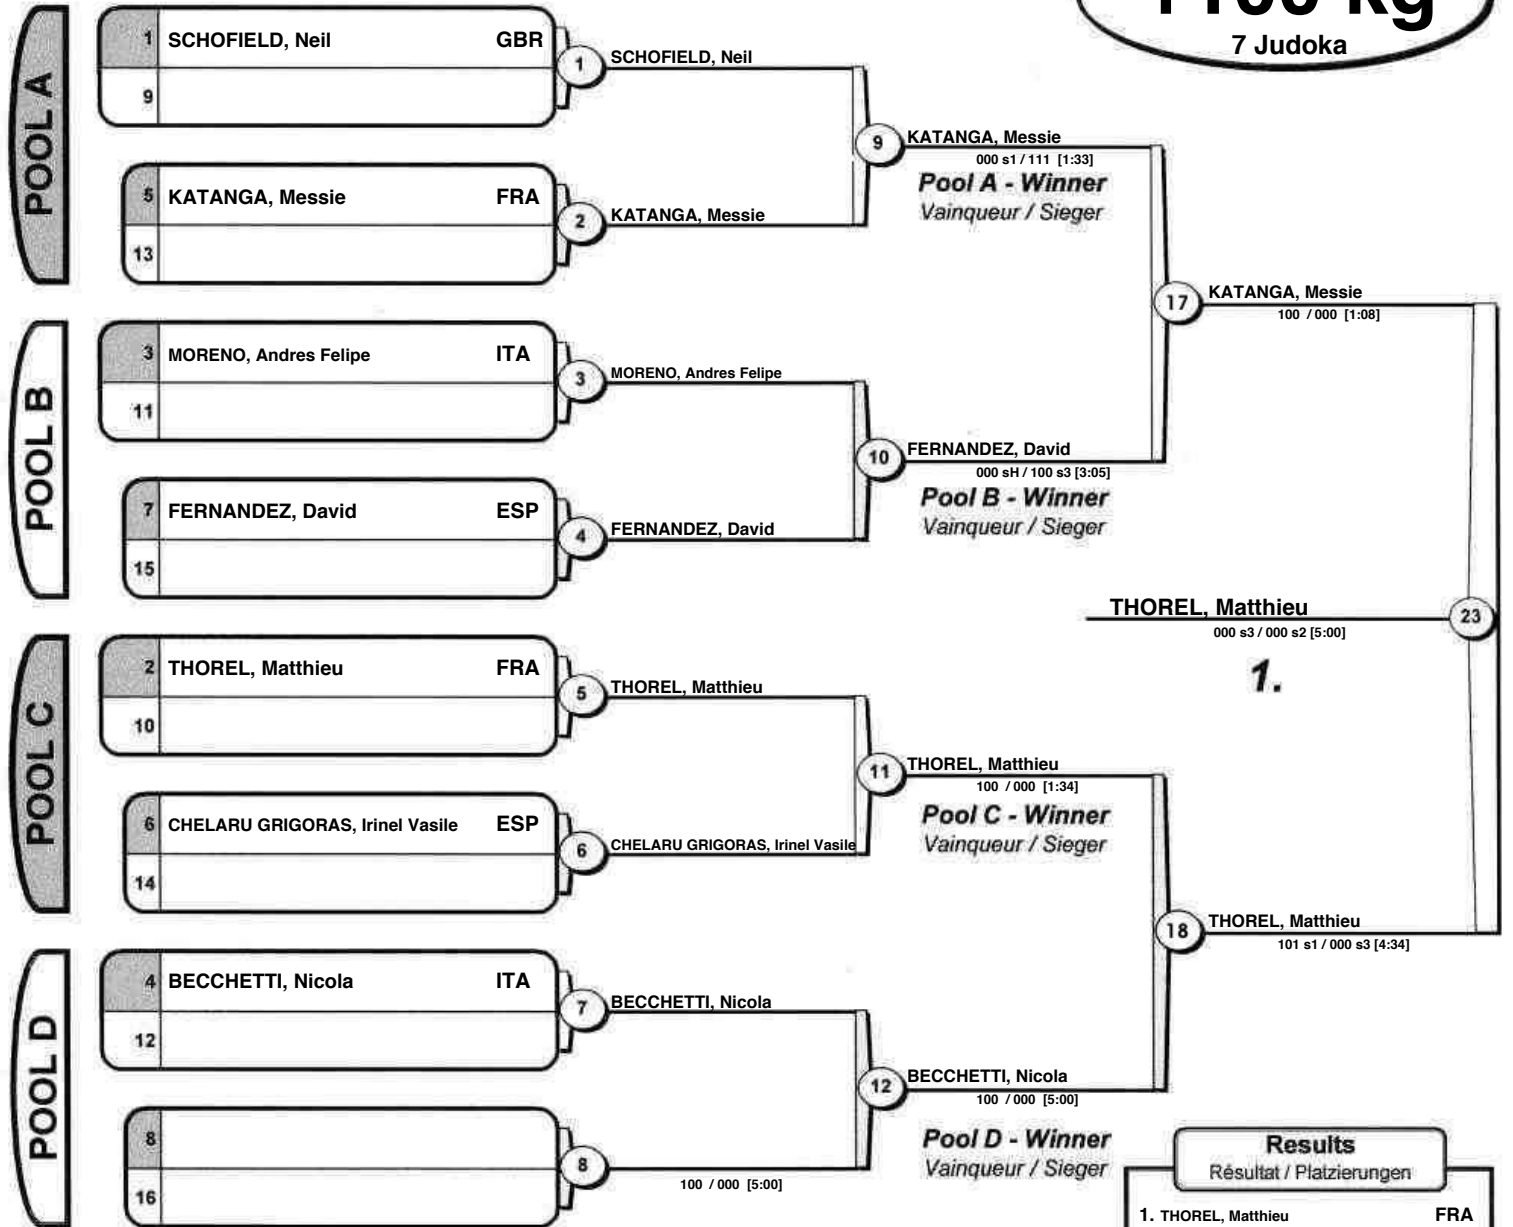 7 Judoka
POOL A
1 SCHOFIELD, Neil GBR
9
1 SCHOFIELD, Neil
5 KATANGA, Messie FRA
13
2 KATANGA, Messie
9 KATANGA, Messie
000 s1 / 111 [1:33]
Pool A - Winner
Vainqueur / Sieger
POOL B
3 MORENO, Andres Felipe ITA
11
3 MORENO, Andres Felipe
7 FERNANDEZ, David ESP
15
4 FERNANDEZ, David
10 FERNANDEZ, David
000 sH / 100 s3 [3:05]
Pool B - Winner
Vainqueur / Sieger
17 KATANGA, Messie
100 / 000 [1:08]
THOREL, Matthieu 23
000 s3 / 000 s2 [5:00]
1.
POOL C
2 THOREL, Matthieu FRA
10
5 THOREL, Matthieu
6 CHELARU GRIGORAS, Irinel Vasile ESP
14
6 CHELARU GRIGORAS, Irinel Vasile
11 THOREL, Matthieu
100 / 000 [1:34]
Pool C - Winner
Vainqueur / Sieger
18 THOREL, Matthieu
101 s1 / 000 s3 [4:34]
POOL D
4 BECCHETTI, Nicola ITA
12
7 BECCHETTI, Nicola
8
16
8
100 / 000 [5:00]
12 BECCHETTI, Nicola
100 / 000 [5:00]
Pool D - Winner
Vainqueur / Sieger
Results
Résultat / Platzierungen
1. THOREL, Matthieu FRA